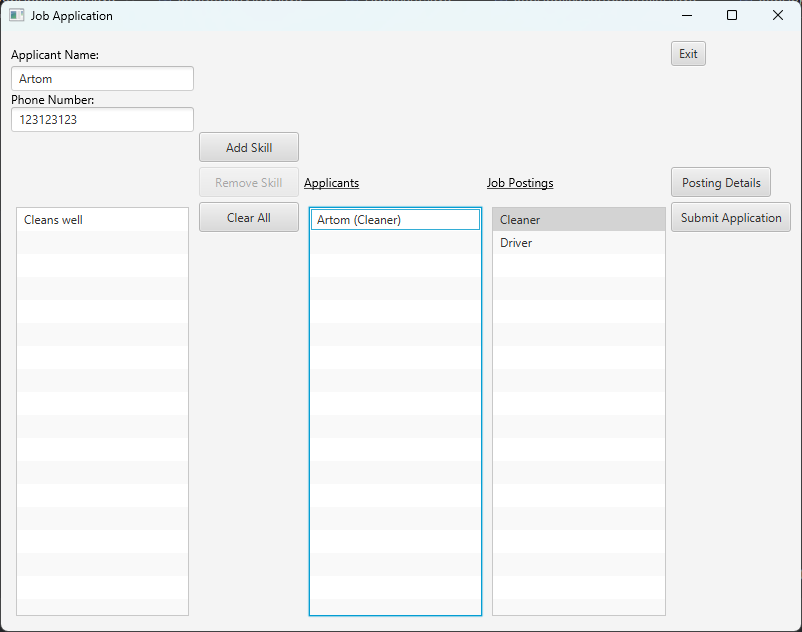 Job Application
Applicant Name:
Exit
Artom
Phone Number:
123123123
Add Skill
Remove Skill
Applicants
Job Postings
Posting Details
Clear All
Submit Application
Cleans well
Artom (Cleaner)
Cleaner
Driver